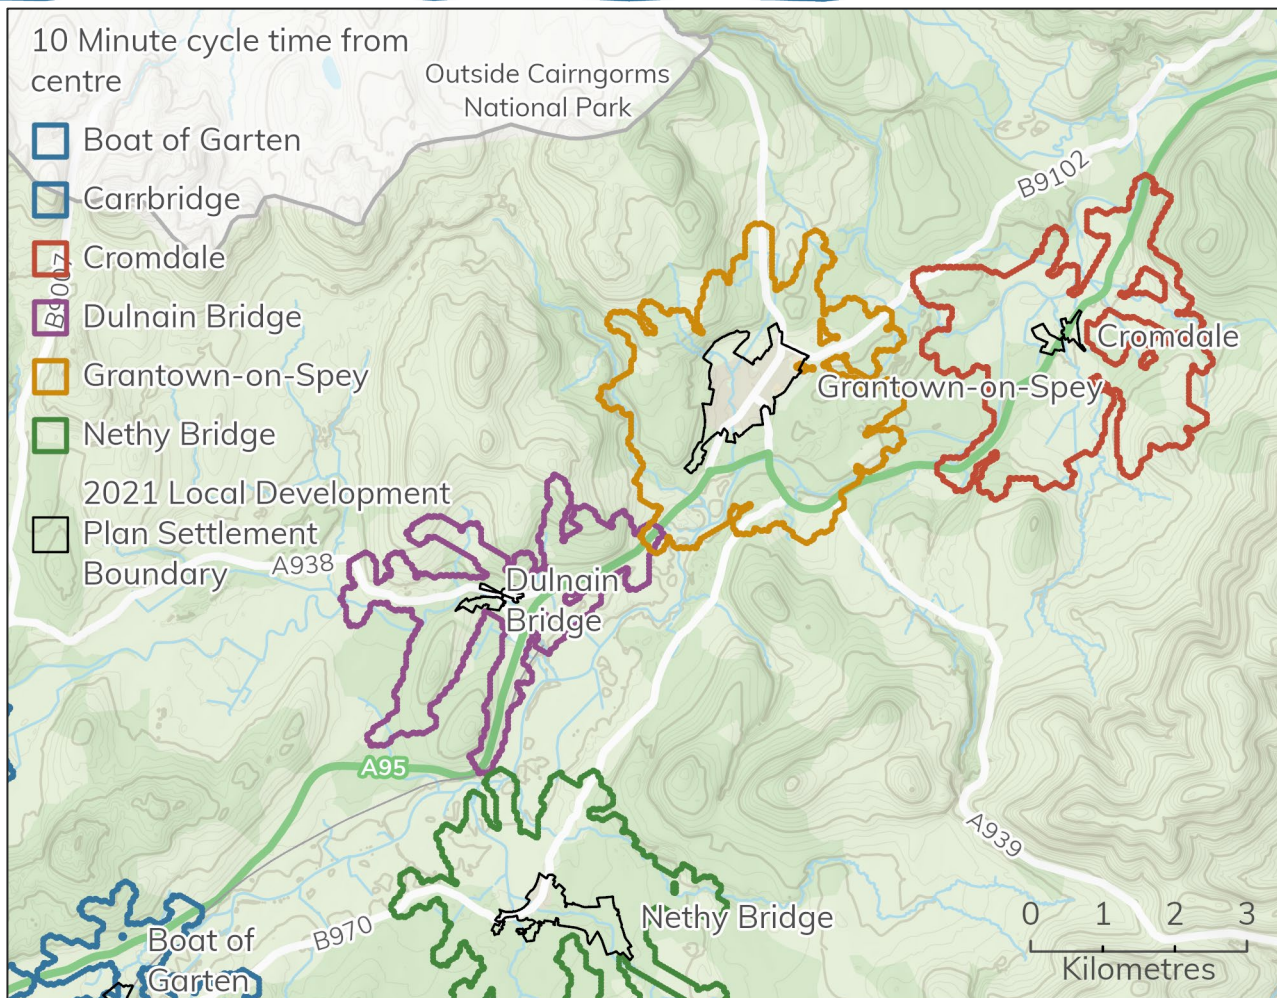 10 Minute cycle time from
centre
Boat of Garten
Carrbridge
Cromdale
Dulnain Bridge
Grantown-on-Spey
Nethy Bridge
2021 Local Development
Plan Settlement
Boundary
Outside Cairngorms
National Park
B9007
B9102
Cromdale
Grantown-on-Spey
A938
Dulnain
Bridge
A95
A939
Nethy Bridge
B970
Boat of
Garten
0 1 2 3
Kilometres